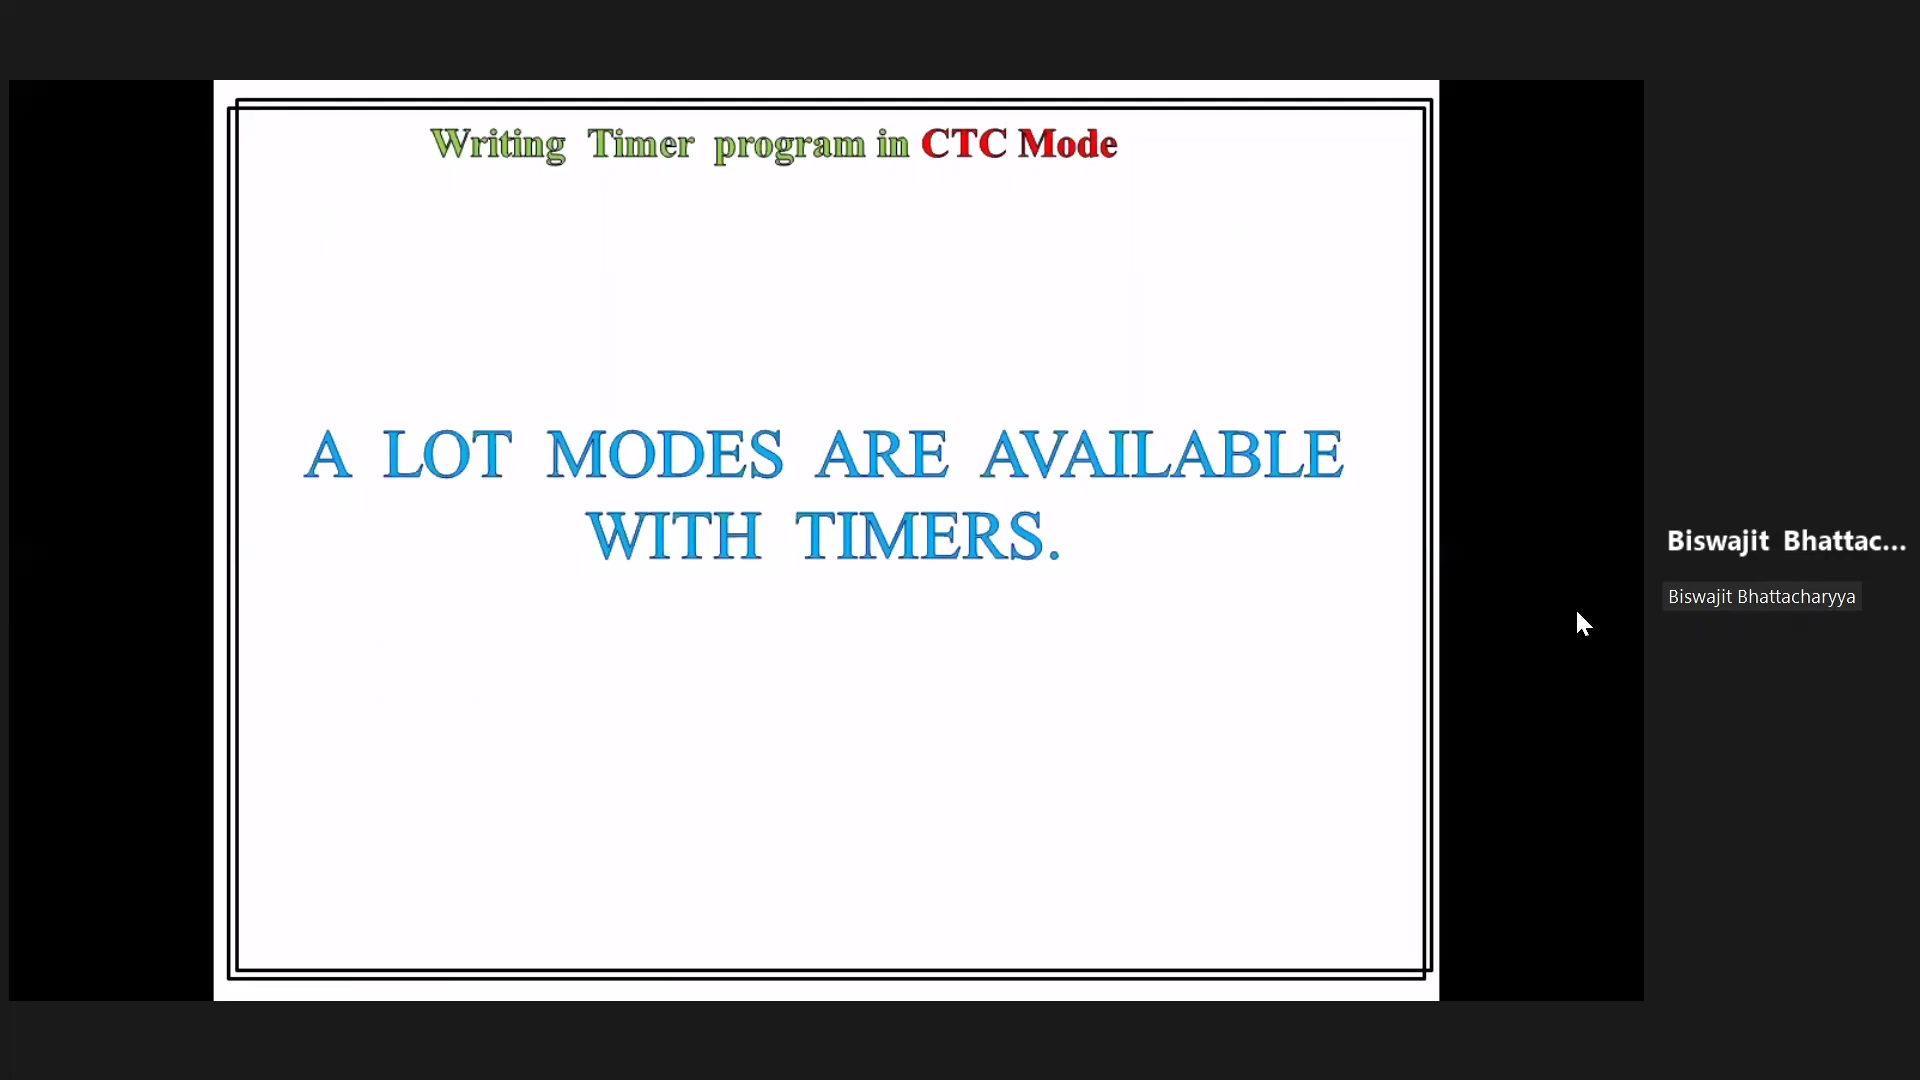 Writing Timer program in CTC Mode
A LOT MODES ARE AVAILABLE
WITH TIMERS.
Biswajit Bhattac...
Biswajit Bhattacharyya